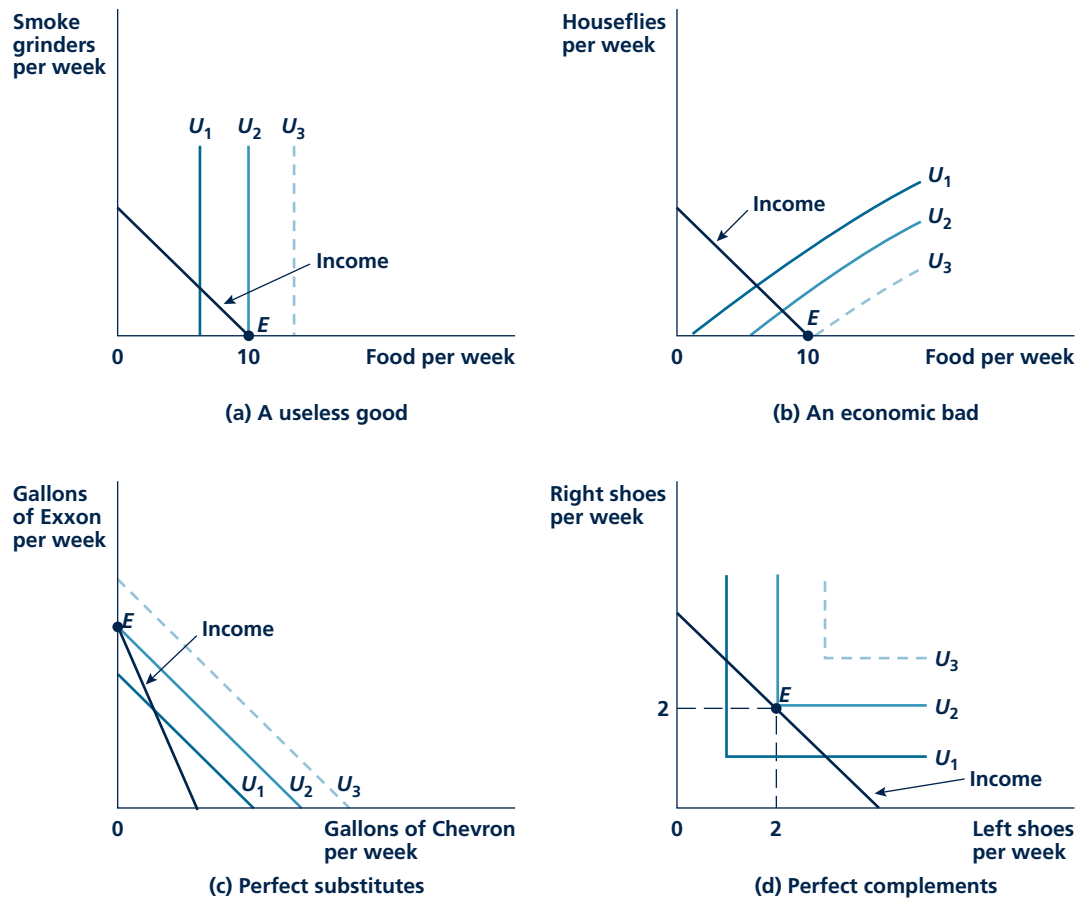 Smoke
grinders
per week
U1 U2 U3
Income
E
0 10 Food per week
(a) A useless good
Houseflies
per week
Income
U1
U2
U3
E
0 10 Food per week
(b) An economic bad
Gallons
of Exxon
per week
E
Income
U1 U2 U3
0 Gallons of Chevron
per week
(c) Perfect substitutes
Right shoes
per week
E
U3
2
U2
U1
Income
0 2 Left shoes
per week
(d) Perfect complements